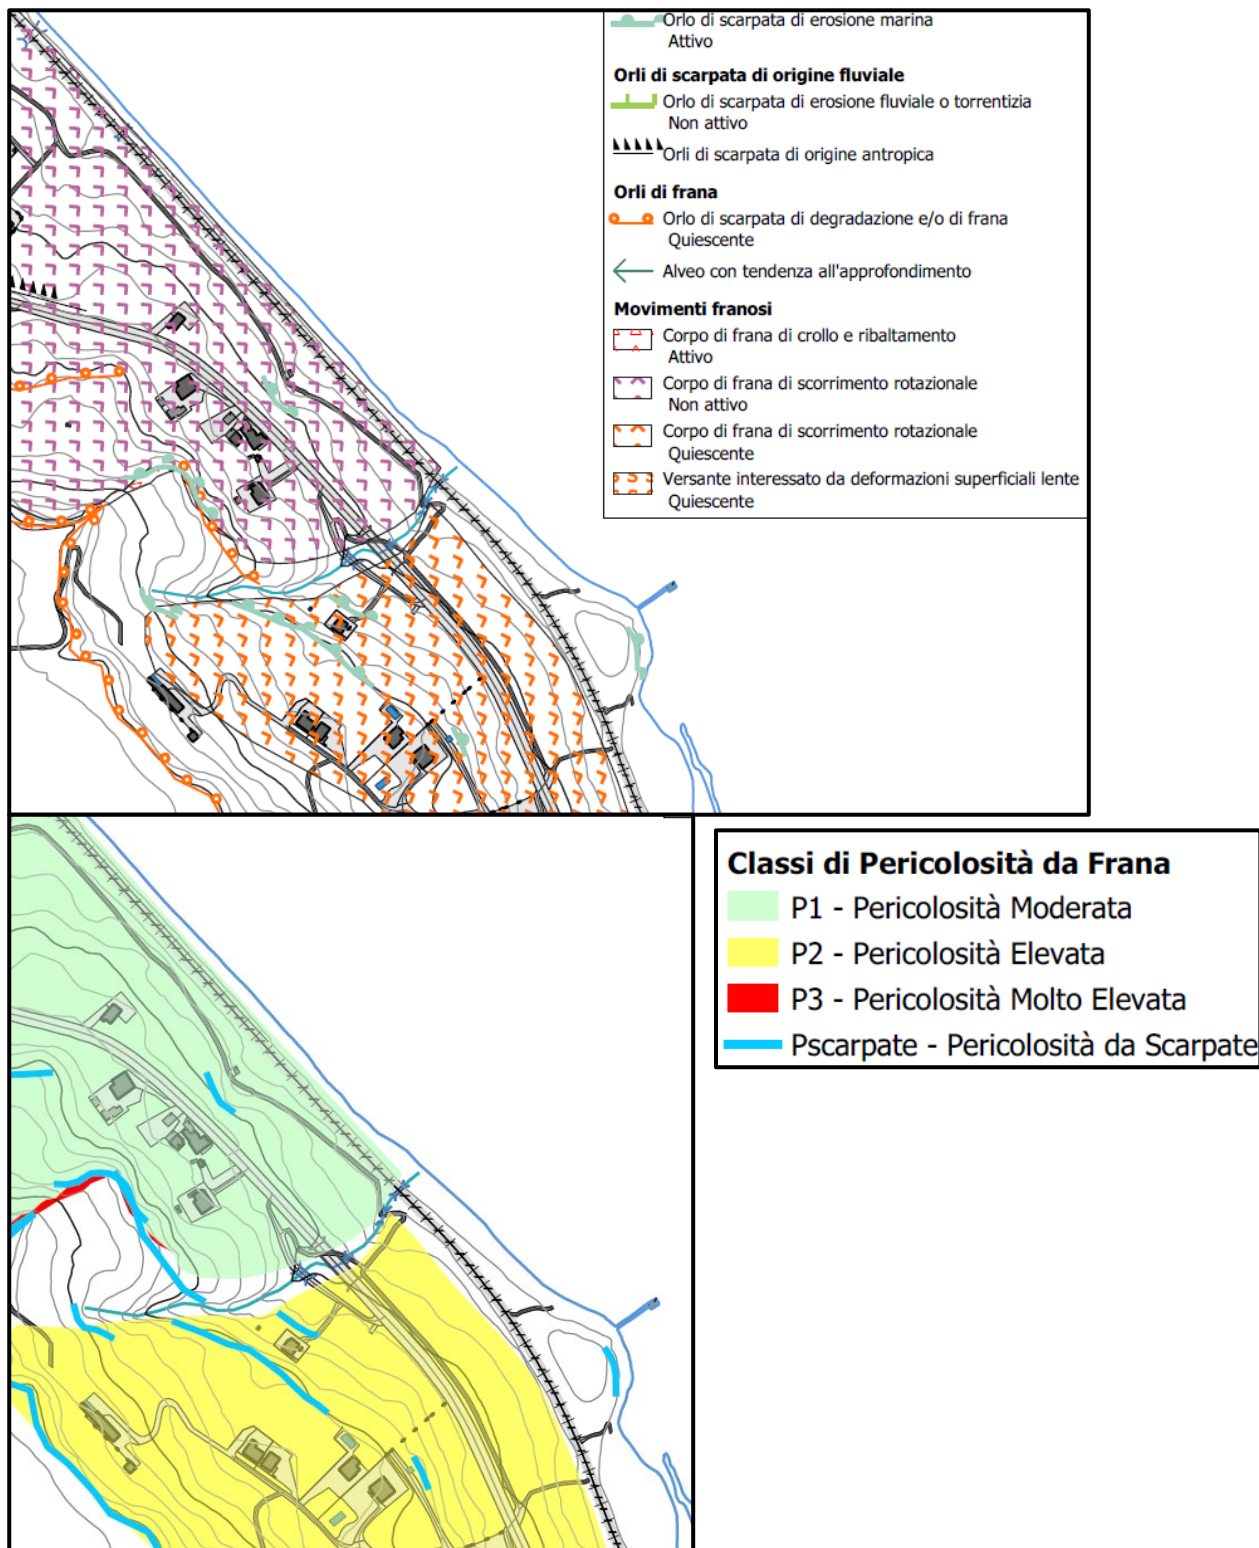 Orlo di scarpata di erosione marina
Attivo
Orli di scarpata di origine fluviale
Orlo di scarpata di erosione fluviale o torrentizia
Non attivo
Orli di scarpata di origine antropica
Orli di frana
Orlo di scarpata di degradazione e/o di frana
Quiescente
Alveo con tendenza all'approfondimento
Movimenti franosi
Corpo di frana di crollo e ribaltamento
Attivo
Corpo di frana di scorrimento rotazionale
Non attivo
Corpo di frana di scorrimento rotazionale
Quiescente
Versante interessato da deformazioni superficiali lente
Quiescente
Classi di Pericolosità da Frana
P1 - Pericolosità Moderata
P2 - Pericolosità Elevata
P3 - Pericolosità Molto Elevata
Pscarpate - Pericolosità da Scarpate